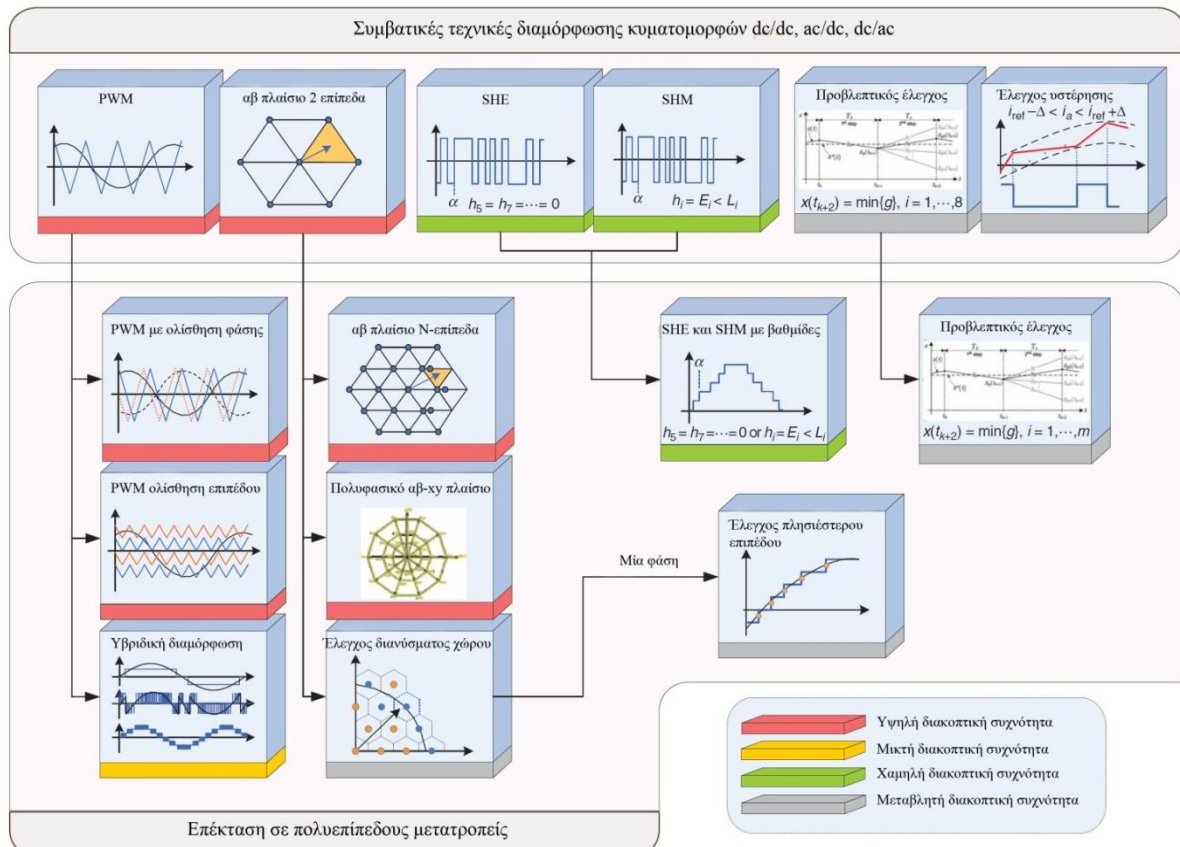 Συμβατικές τεχνικές διαμόρφωσης κυματομορφών dc/dc, ac/dc, dc/ac
PWM
αβ πλαίσιο 2 επίπεδα
SHE
α
h₅ = h₇ = ⋯ = 0
SHM
α
hᵢ = Eᵢ < Lᵢ
Προβλεπτικός έλεγχος
x(tₖ₊₂) = min{g}, i = 1,⋯,8
Έλεγχος υστέρησης
i_ref − Δ < i_a < i_ref + Δ
PWM με ολίσθηση φάσης
αβ πλαίσιο Ν-επίπεδα
SHE και SHM με βαθμίδες
α
h₅ = h₇ = ⋯ = 0 or hᵢ = Eᵢ < Lᵢ
Προβλεπτικός έλεγχος
x(tₖ₊₂) = min{g}, i = 1,⋯,m
PWM ολίσθηση επιπέδου
Πολυφασικό αβ-xy πλαίσιο
Έλεγχος πλησιέστερου
επιπέδου
Μία φάση
Υβριδική διαμόρφωση
Έλεγχος διανύσματος χώρου
Υψηλή διακοπτική συχνότητα
Μικτή διακοπτική συχνότητα
Χαμηλή διακοπτική συχνότητα
Μεταβλητή διακοπτική συχνότητα
Επέκταση σε πολυεπίπεδους μετατροπείς